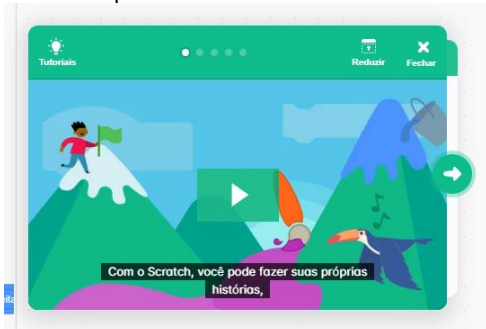 Tutoriais
Reduzir
Fechar
Com o Scratch, você pode fazer suas próprias
histórias,